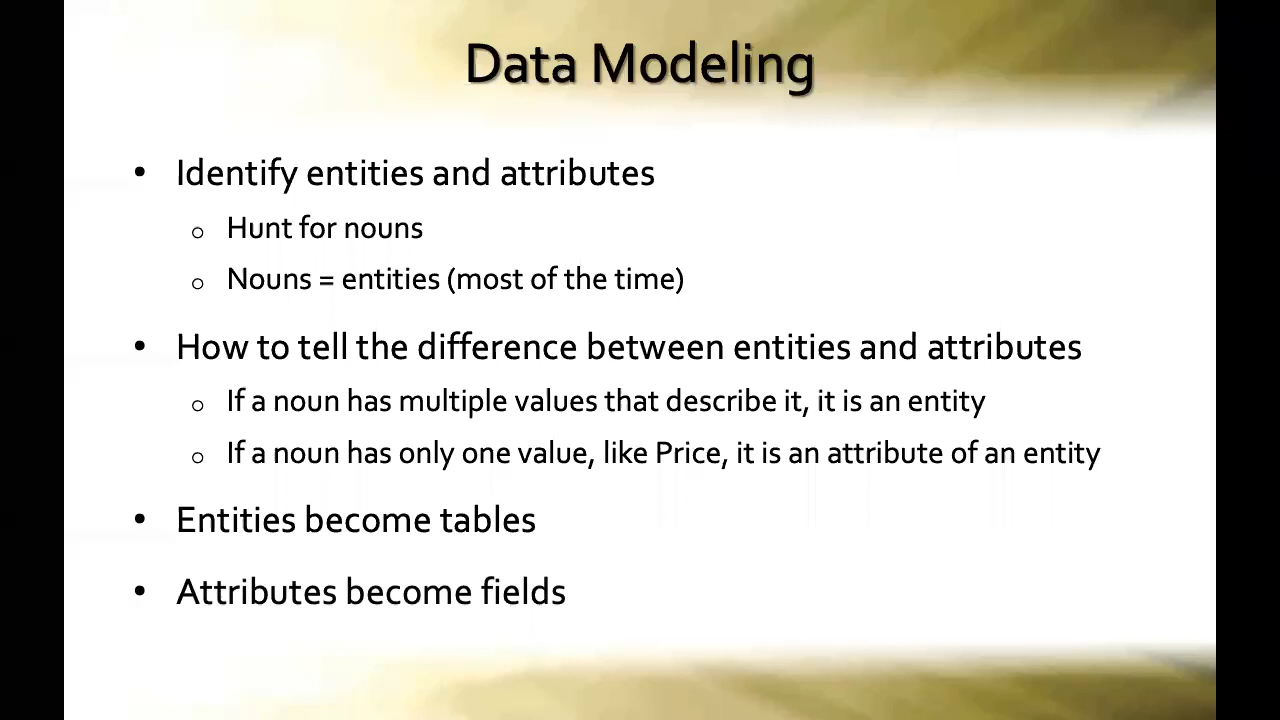 Data Modeling
• Identify entities and attributes
o Hunt for nouns
o Nouns = entities (most of the time)
• How to tell the difference between entities and attributes
o If a noun has multiple values that describe it, it is an entity
o If a noun has only one value, like Price, it is an attribute of an entity
• Entities become tables
• Attributes become fields